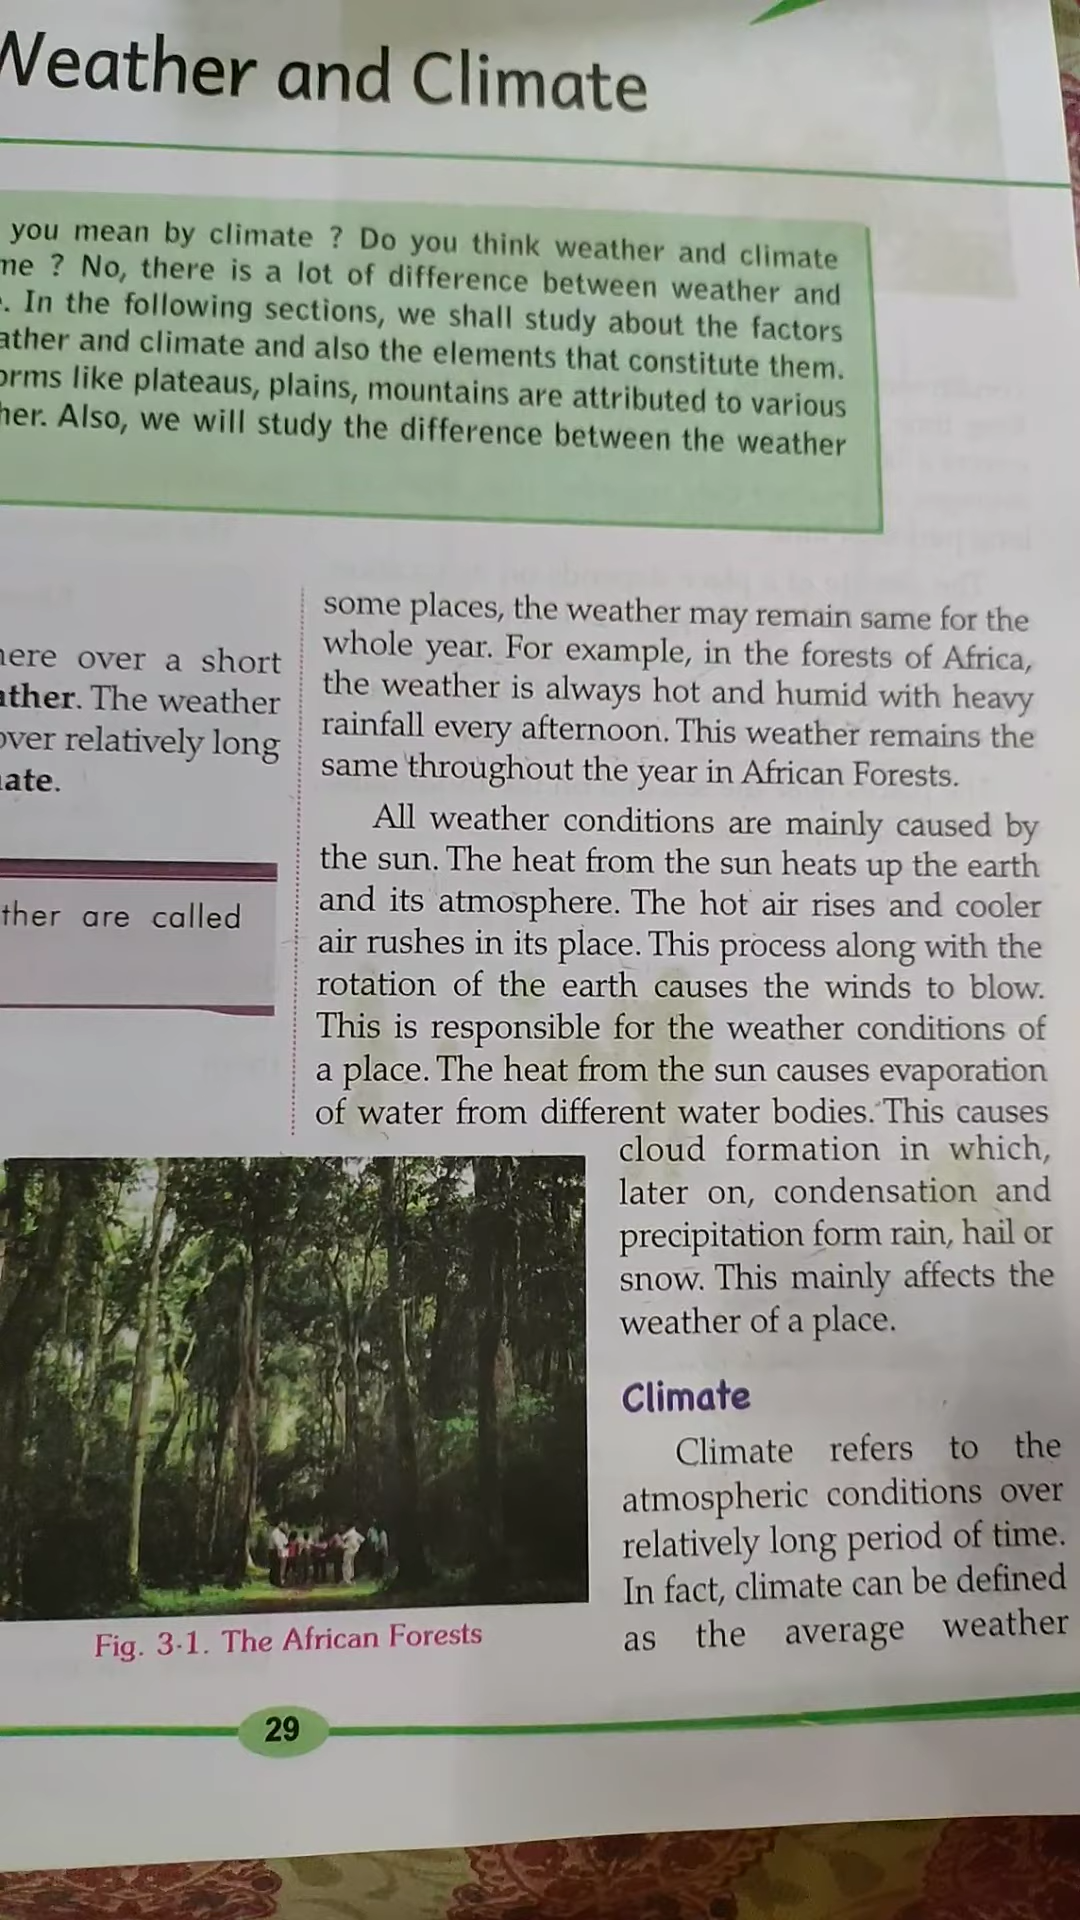 Weather and Climate
you mean by climate ? Do you think weather and climate
me ? No, there is a lot of difference between weather and
. In the following sections, we shall study about the factors
ather and climate and also the elements that constitute them.
orms like plateaus, plains, mountains are attributed to various
her. Also, we will study the difference between the weather
here over a short
ather. The weather
over relatively long
ate.
ther are called
some places, the weather may remain same for the
whole year. For example, in the forests of Africa,
the weather is always hot and humid with heavy
rainfall every afternoon. This weather remains the
same throughout the year in African Forests.
All weather conditions are mainly caused by
the sun. The heat from the sun heats up the earth
and its atmosphere. The hot air rises and cooler
air rushes in its place. This process along with the
rotation of the earth causes the winds to blow.
This is responsible for the weather conditions of
a place. The heat from the sun causes evaporation
of water from different water bodies. This causes
cloud formation in which,
later on, condensation and
precipitation form rain, hail or
snow. This mainly affects the
weather of a place.
Climate
Climate refers to the
atmospheric conditions over
relatively long period of time.
In fact, climate can be defined
as the average weather
Fig. 3·1. The African Forests
29